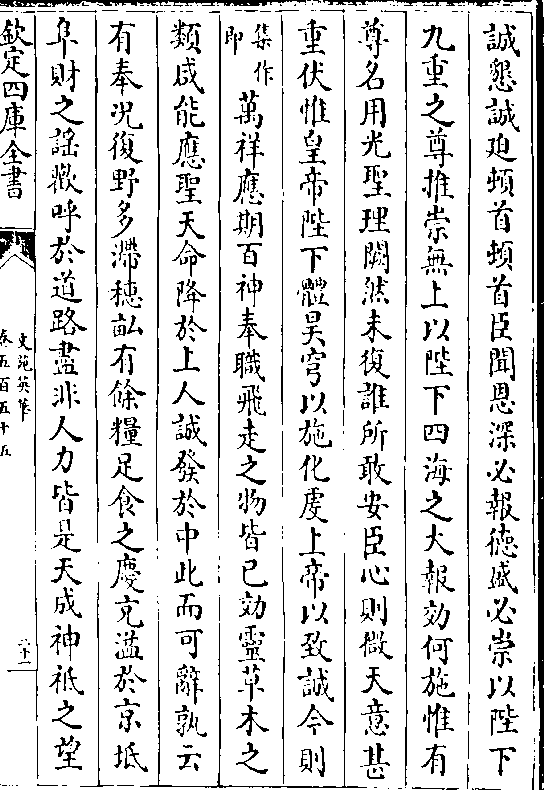 誠懇誠迫頓首頓首臣聞恩深必報德盛必崇以陛下
九重之尊推崇無上以陛下四海之大報効何施惟有
尊名用光聖理闕然未復誰所敢安臣心則微天意甚
重伏惟皇帝陛下體昊穹以施化虔上帝以致誠今則
集作
即
萬祥應期百神奉職飛走之物皆已効靈草木之
類咸能應聖天命降於上人誠發於中此而可辭孰云
有奉况復野多滯穗畝有餘糧足食之慶充溢於京坻
阜財之謡歡呼於道路盡非人力皆是天成神祇之望
欽定四庫全書
文苑英華
卷五百五十五
二十一